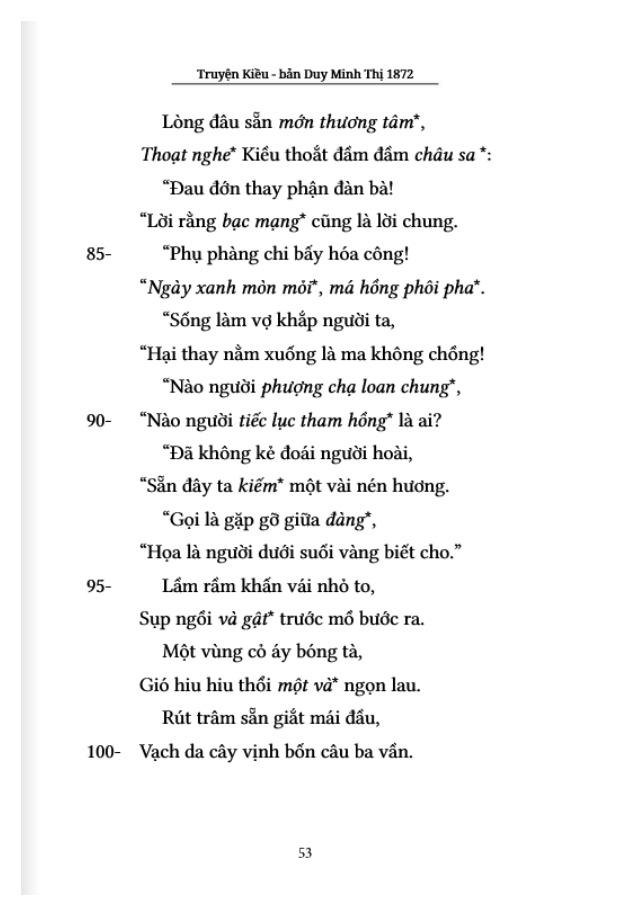 Truyện Kiều - bản Duy Minh Thị 1872
Lòng đâu sẵn mớn thương tâm*,
Thoạt nghe* Kiều thoắt đầm đầm châu sa *:
“Đau đớn thay phận đàn bà!
“Lời rằng bạc mạng* cũng là lời chung.
85- “Phụ phàng chi bấy hóa công!
“Ngày xanh mòn mỏi*, má hồng phôi pha*.
“Sống làm vợ khắp người ta,
“Hại thay nằm xuống là ma không chồng!
“Nào người phượng chạ loan chung*,
90- “Nào người tiếc lục tham hồng* là ai?
“Đã không kẻ đoái người hoài,
“Sẵn đây ta kiếm* một vài nén hương.
“Gọi là gặp gỡ giữa đàng*,
“Họa là người dưới suối vàng biết cho.”
95- Lầm rầm khấn vái nhỏ to,
Sụp ngồi và gật* trước mồ bước ra.
Một vùng cỏ áy bóng tà,
Gió hiu hiu thổi một và* ngọn lau.
Rút trâm sẵn giắt mái đầu,
100- Vạch da cây vịnh bốn câu ba vần.
53